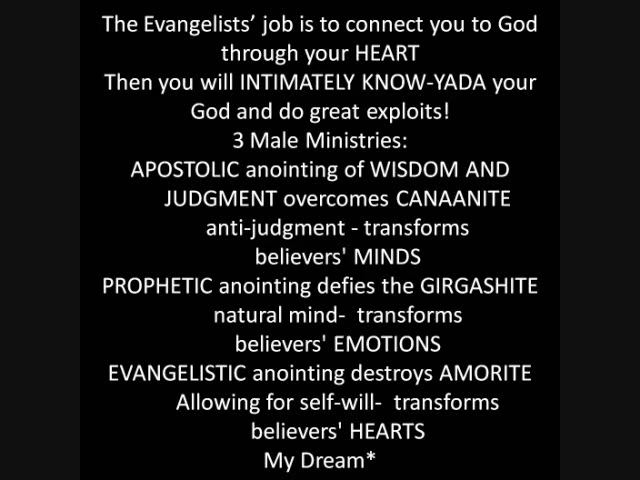 The Evangelists’ job is to connect you to God
through your HEART
Then you will INTIMATELY KNOW-YADA your
God and do great exploits!
3 Male Ministries:
APOSTOLIC anointing of WISDOM AND
JUDGMENT overcomes CANAANITE
anti-judgment - transforms
believers' MINDS
PROPHETIC anointing defies the GIRGASHITE
natural mind-  transforms
believers' EMOTIONS
EVANGELISTIC anointing destroys AMORITE
Allowing for self-will-  transforms
believers' HEARTS
My Dream*